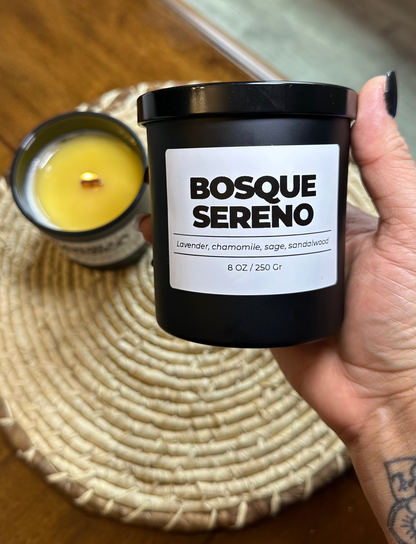 BOSQUE
SERENO
Lavender, chamomile, sage, sandalwood
8 OZ / 250 Gr